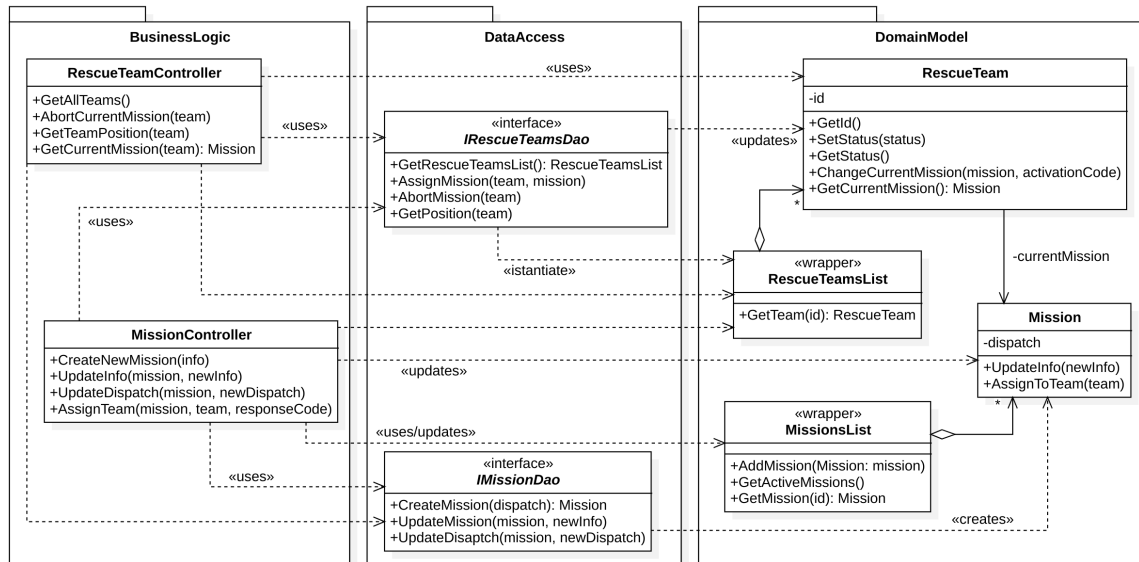 BusinessLogic
RescueTeamController
+GetAllTeams()
+AbortCurrentMission(team)
+GetTeamPosition(team)
+GetCurrentMission(team): Mission
«uses»
«uses»
«uses»
MissionController
+CreateNewMission(info)
+UpdateInfo(mission, newInfo)
+UpdateDispatch(mission, newDispatch)
+AssignTeam(mission, team, responseCode)
«updates»
«uses/updates»
«uses»
DataAccess
«interface»
IRescueTeamsDao
+GetRescueTeamsList(): RescueTeamsList
+AssignMission(team, mission)
+AbortMission(team)
+GetPosition(team)
«updates»
«istantiate»
«interface»
IMissionDao
+CreateMission(dispatch): Mission
+UpdateMission(mission, newInfo)
+UpdateDisaptch(mission, newDispatch)
«creates»
DomainModel
RescueTeam
-id
+GetId()
+SetStatus(status)
+GetStatus()
+ChangeCurrentMission(mission, activationCode)
+GetCurrentMission(): Mission
*
-currentMission
«wrapper»
RescueTeamsList
+GetTeam(id): RescueTeam
Mission
-dispatch
+UpdateInfo(newInfo)
+AssignToTeam(team)
*
«wrapper»
MissionsList
+AddMission(Mission: mission)
+GetActiveMissions()
+GetMission(id): Mission